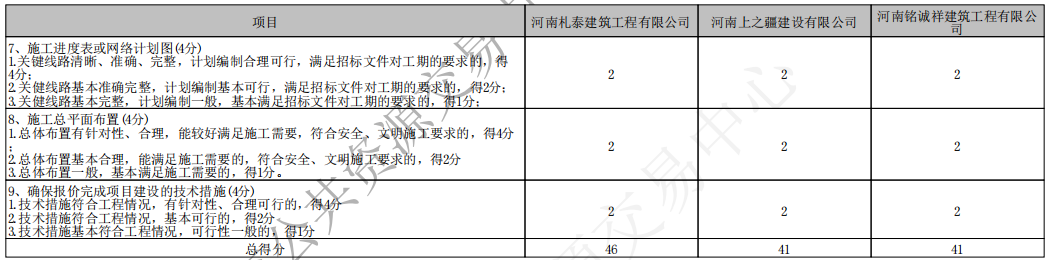 项目 河南札泰建筑工程有限公司 河南上之疆建设有限公司 河南铭诚祥建筑工程有限公
司
7、施工进度表或网络计划图(4分)
1.关键线路清晰、准确、完整，计划编制合理可行，满足招标文件对工期的要求的，得
4分；
2.关健线路基本准确完整，计划编制基本可行，满足招标文件对工期的要求的，得2分；
3.关健线路基本完整，计划编制一般，基本满足招标文件对工期的要求的，得1分；
2 2 2
8、施工总平面布置(4分)
1.总体布置有针对性、合理，能较好满足施工需要，符合安全、文明施工要求的，得4分
；
2.总体布置基本合理，能满足施工需要的，符合安全、文明施工要求的，得2分
3.总体布置一般，基本满足施工需要的，得1分。
2 2 2
9、确保报价完成项目建设的技术措施(4分)
1.技术措施符合工程情况，有针对性、合理可行的，得4分
2.技术措施符合工程情况，基本可行的，得2分
3.技术措施基本符合工程情况，可行性一般的，得1分
2 2 2
总得分 46 41 41
公共资源交易
源交易中心